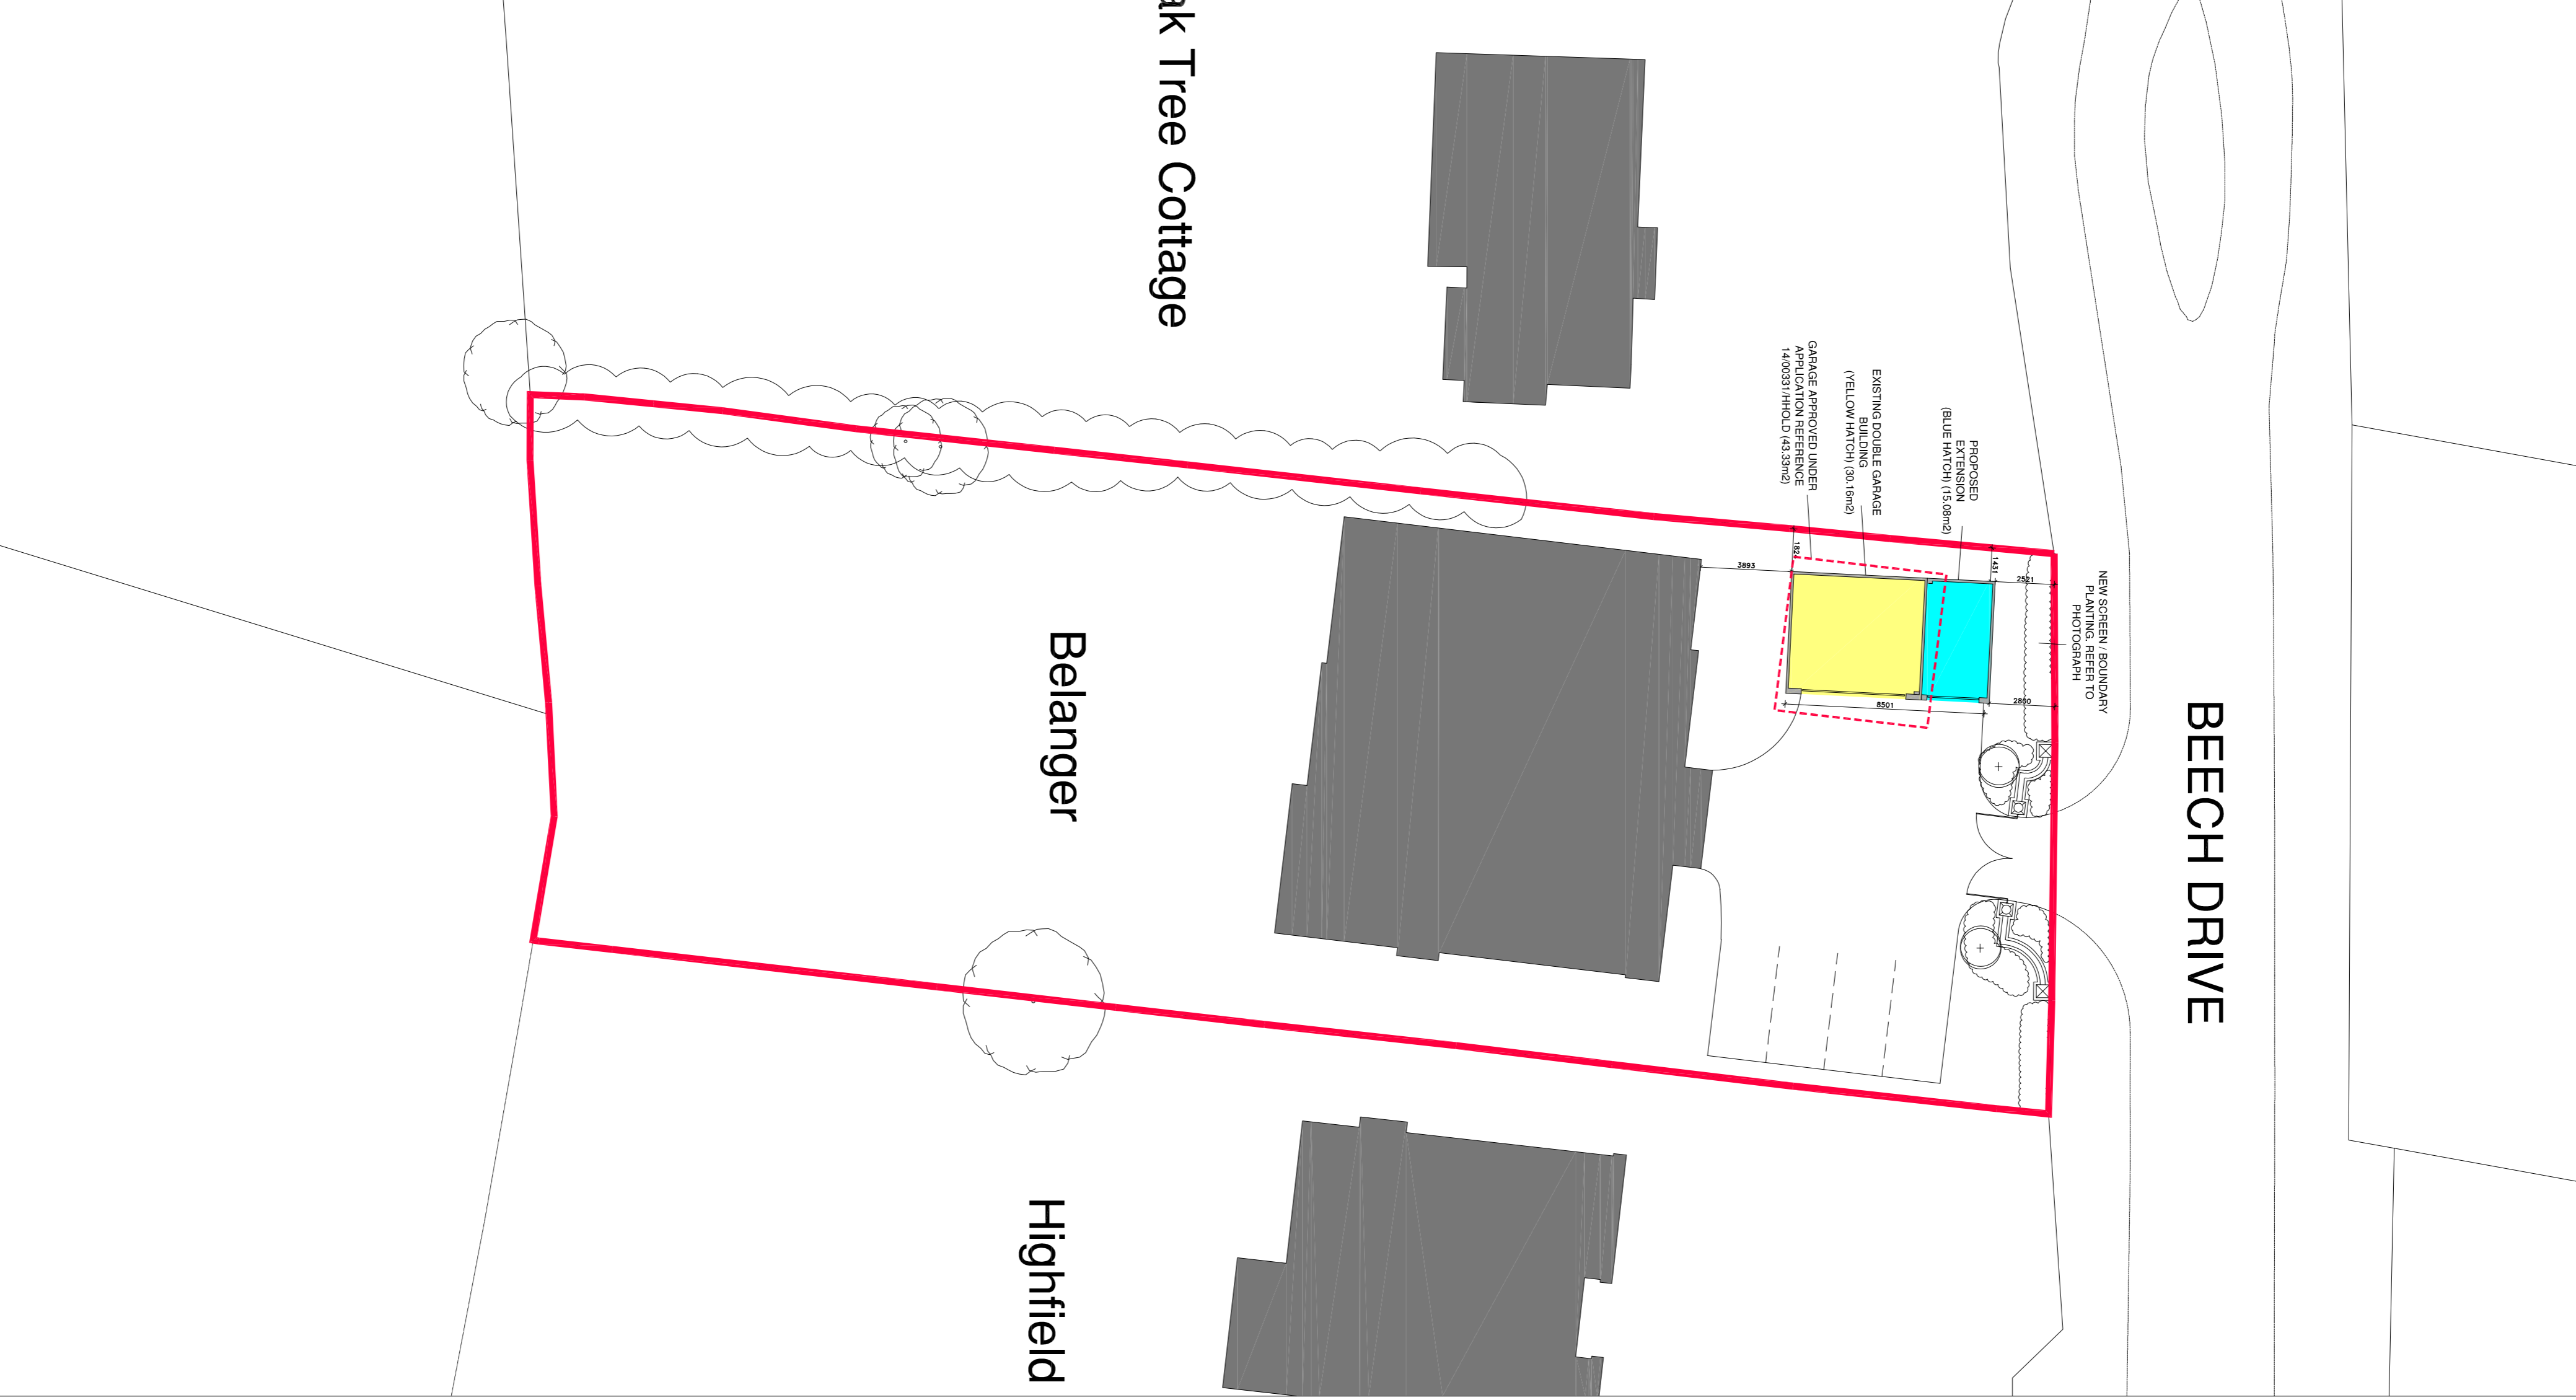 BEECH DRIVE
NEW SCREEN / BOUNDARY
PLANTING. REFER TO
PHOTOGRAPH
PROPOSED
EXTENSION
(BLUE HATCH) (15.08m2)
EXISTING DOUBLE GARAGE
BUILDING
(YELLOW HATCH) (30.16m2)
GARAGE APPROVED UNDER
APPLICATION REFERENCE
14/00331/HHOLD (43.33m2)
1431
2521
3893
8501
ak Tree Cottage
Belanger
Highfield